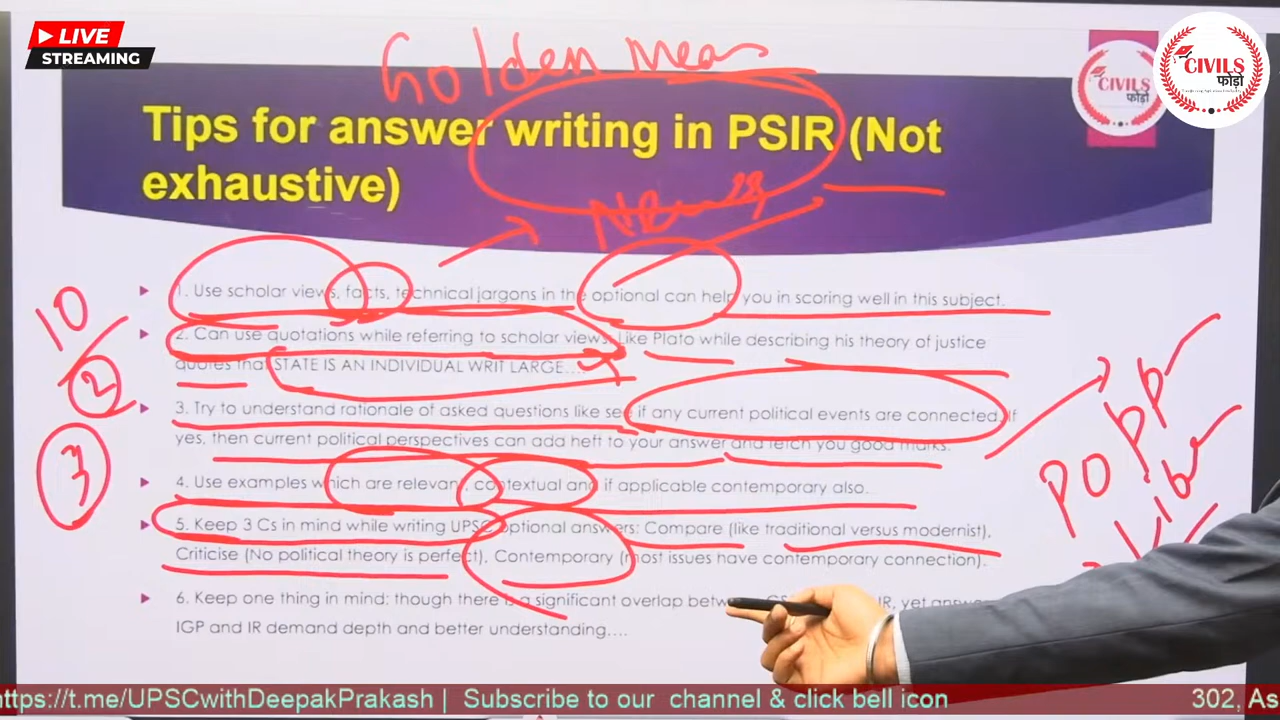 LIVE
STREAMING
Golden mean
CIVILS
फोड़ो
CIVILS
फोड़ो
Tips for answer writing in PSIR (Not
exhaustive)
1. Use scholar views, facts, technical jargons in the optional can help you in scoring well in this subject.
2. Can use quotations while referring to scholar views. Like Plato while describing his theory of justice
quotes that STATE IS AN INDIVIDUAL WRIT LARGE....
3. Try to understand rationale of asked questions like see if any current political events are connected. If
yes, then current political perspectives can add heft to your answer and fetch you good marks.
4. Use examples which are relevant, contextual and if applicable contemporary also.
5. Keep 3 Cs in mind while writing UPSC optional answers: Compare (like traditional versus modernist).
Criticise (No political theory is perfect). Contemporary (most issues have contemporary connection).
6. Keep one thing in mind: though there is a significant overlap between GS IR, yet answ
IGP and IR demand depth and better understanding....
10
2
3
https://t.me/UPSCwithDeepakPrakash | Subscribe to our channel & click bell icon
302, As